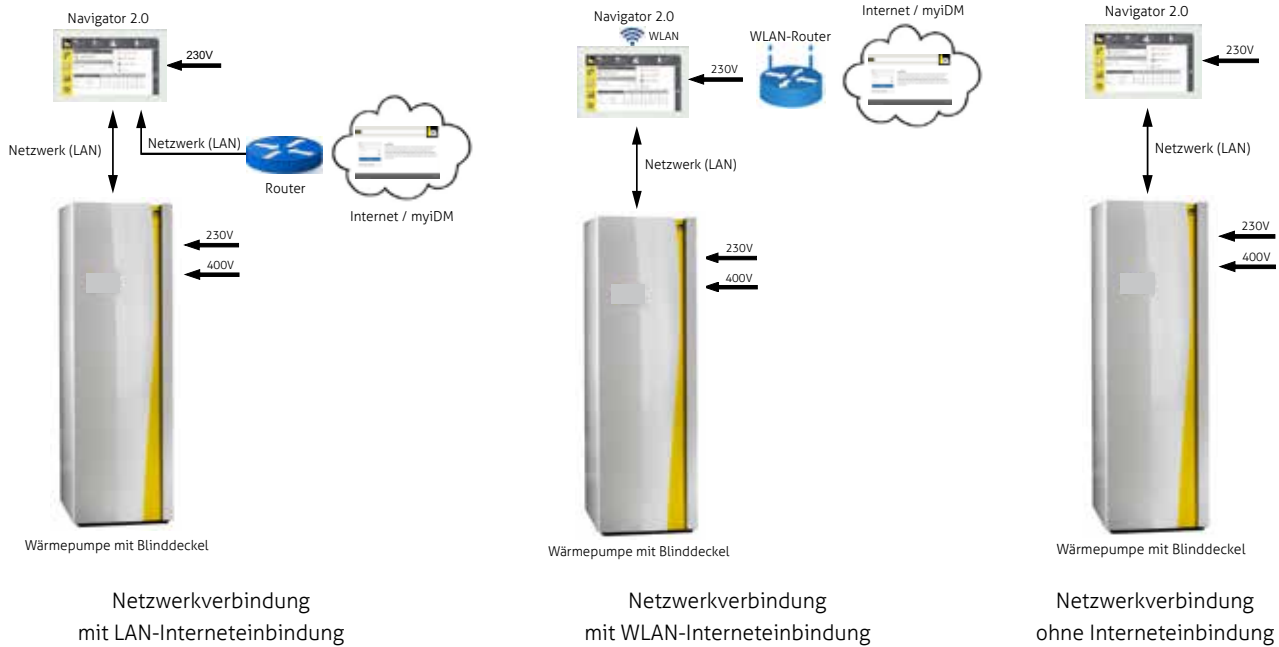 Navigator 2.0
230V
Netzwerk (LAN)
Netzwerk (LAN)
Router
Internet / myiDM
230V
400V
Wärmepumpe mit Blinddeckel
Netzwerkverbindung
mit LAN-Interneteinbindung
Navigator 2.0
WLAN
230V
WLAN-Router
Internet / myiDM
Netzwerk (LAN)
230V
400V
Wärmepumpe mit Blinddeckel
Netzwerkverbindung
mit WLAN-Interneteinbindung
Navigator 2.0
230V
Netzwerk (LAN)
230V
400V
Wärmepumpe mit Blinddeckel
Netzwerkverbindung
ohne Interneteinbindung